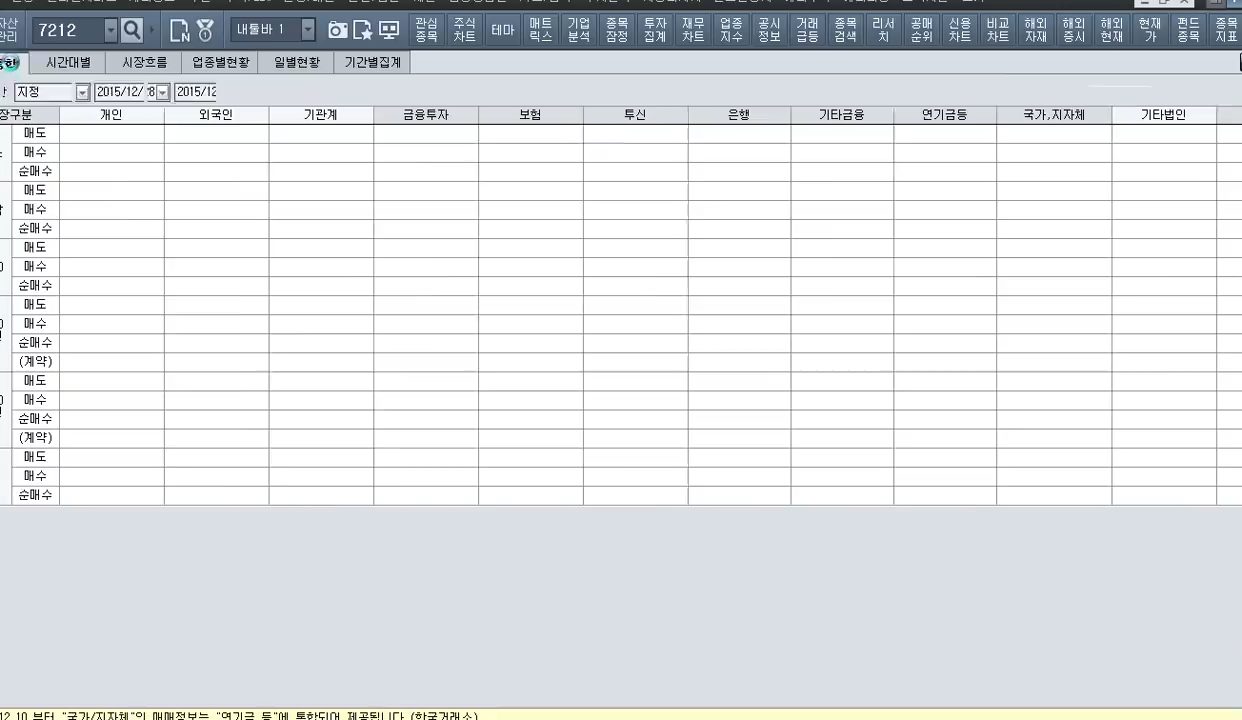 7212 내툴바 1 관심종목 주식차트 테마 매트릭스 기업분석 종목잠정 투자집계 재무차트 업종지수 공시정보 거래급등 종목검색 리서치 공매순위 신용차트 비교차트 해외자재 해외증시 해외현재 현재가 펀드종목 종목지표
시간대별 시장흐름 업종별현황 일별현황 기간별집계
지정 2015/12/ 8 2015/12
장구분 개인 외국인 기관계 금융투자 보험 투신 은행 기타금융 연기금등 국가,지자체 기타법인
매도
매수
순매수
매도
매수
순매수
매도
매수
순매수
매도
매수
순매수
(계약)
매도
매수
순매수
(계약)
매도
매수
순매수
12.10 부터 "국가/지자체"의 매매정보는 "연기금 등"에 통합되어 제공됩니다.(한국거래소)